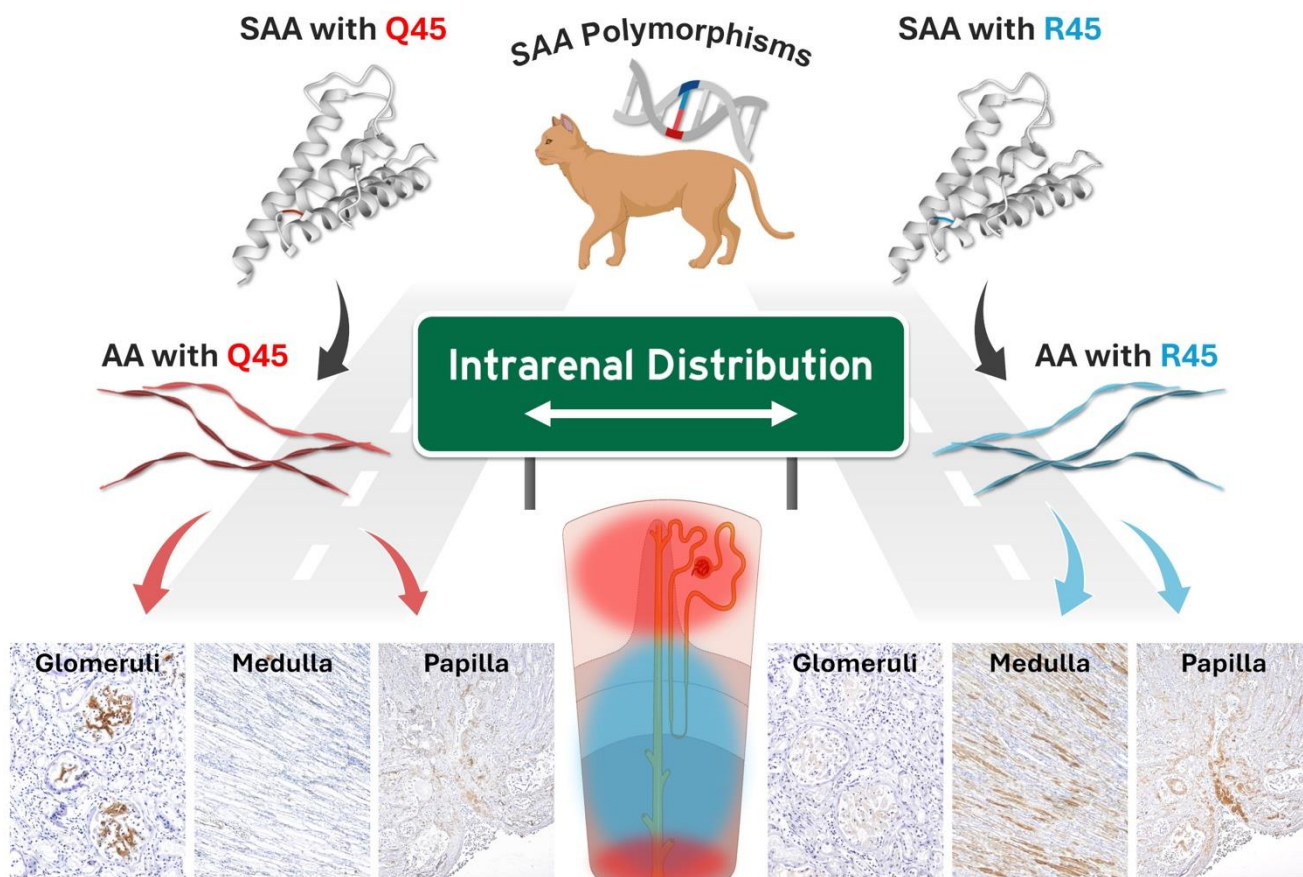 SAA with Q45
SAA Polymorphisms
SAA with R45
AA with Q45
Intrarenal Distribution
AA with R45
Glomeruli
Medulla
Papilla
Glomeruli
Medulla
Papilla